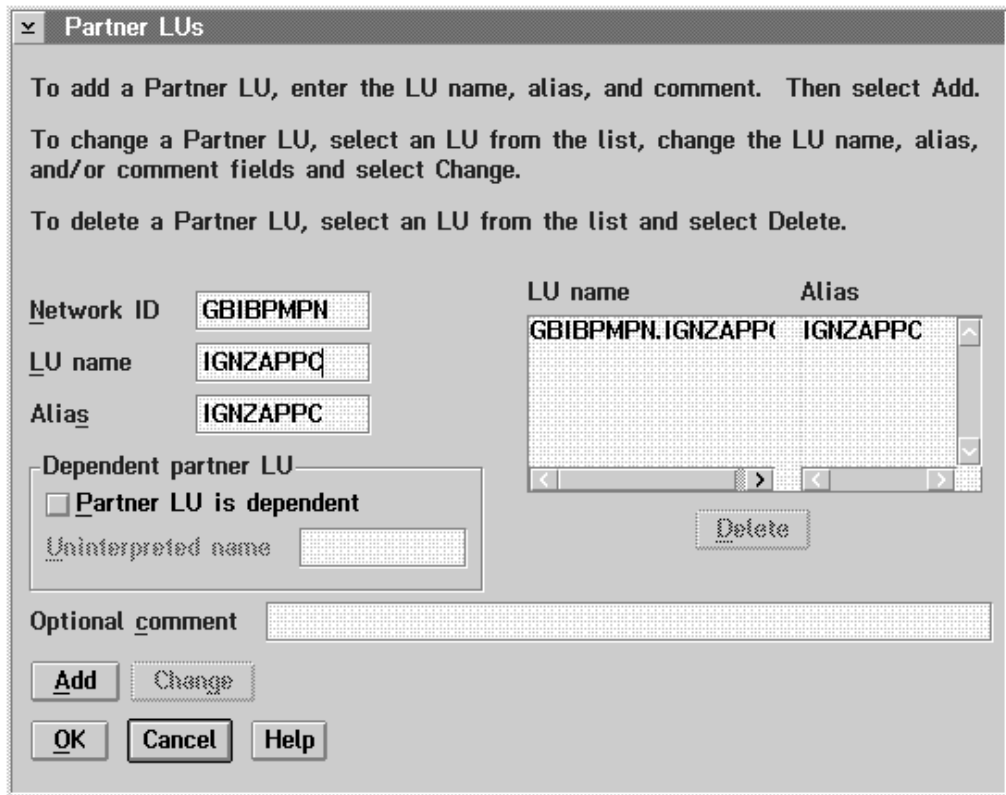 Partner LUs
To add a Partner LU, enter the LU name, alias, and comment. Then select Add.
To change a Partner LU, select an LU from the list, change the LU name, alias,
and/or comment fields and select Change.
To delete a Partner LU, select an LU from the list and select Delete.
Network ID GBIBPMPN
LU name IGNZAPPC
Alias IGNZAPPC
LU name Alias
GBIBPMPN.IGNZAPP( IGNZAPPC
Dependent partner LU
Partner LU is dependent
Uninterpreted name
Delete
Optional comment
Add Change
OK Cancel Help